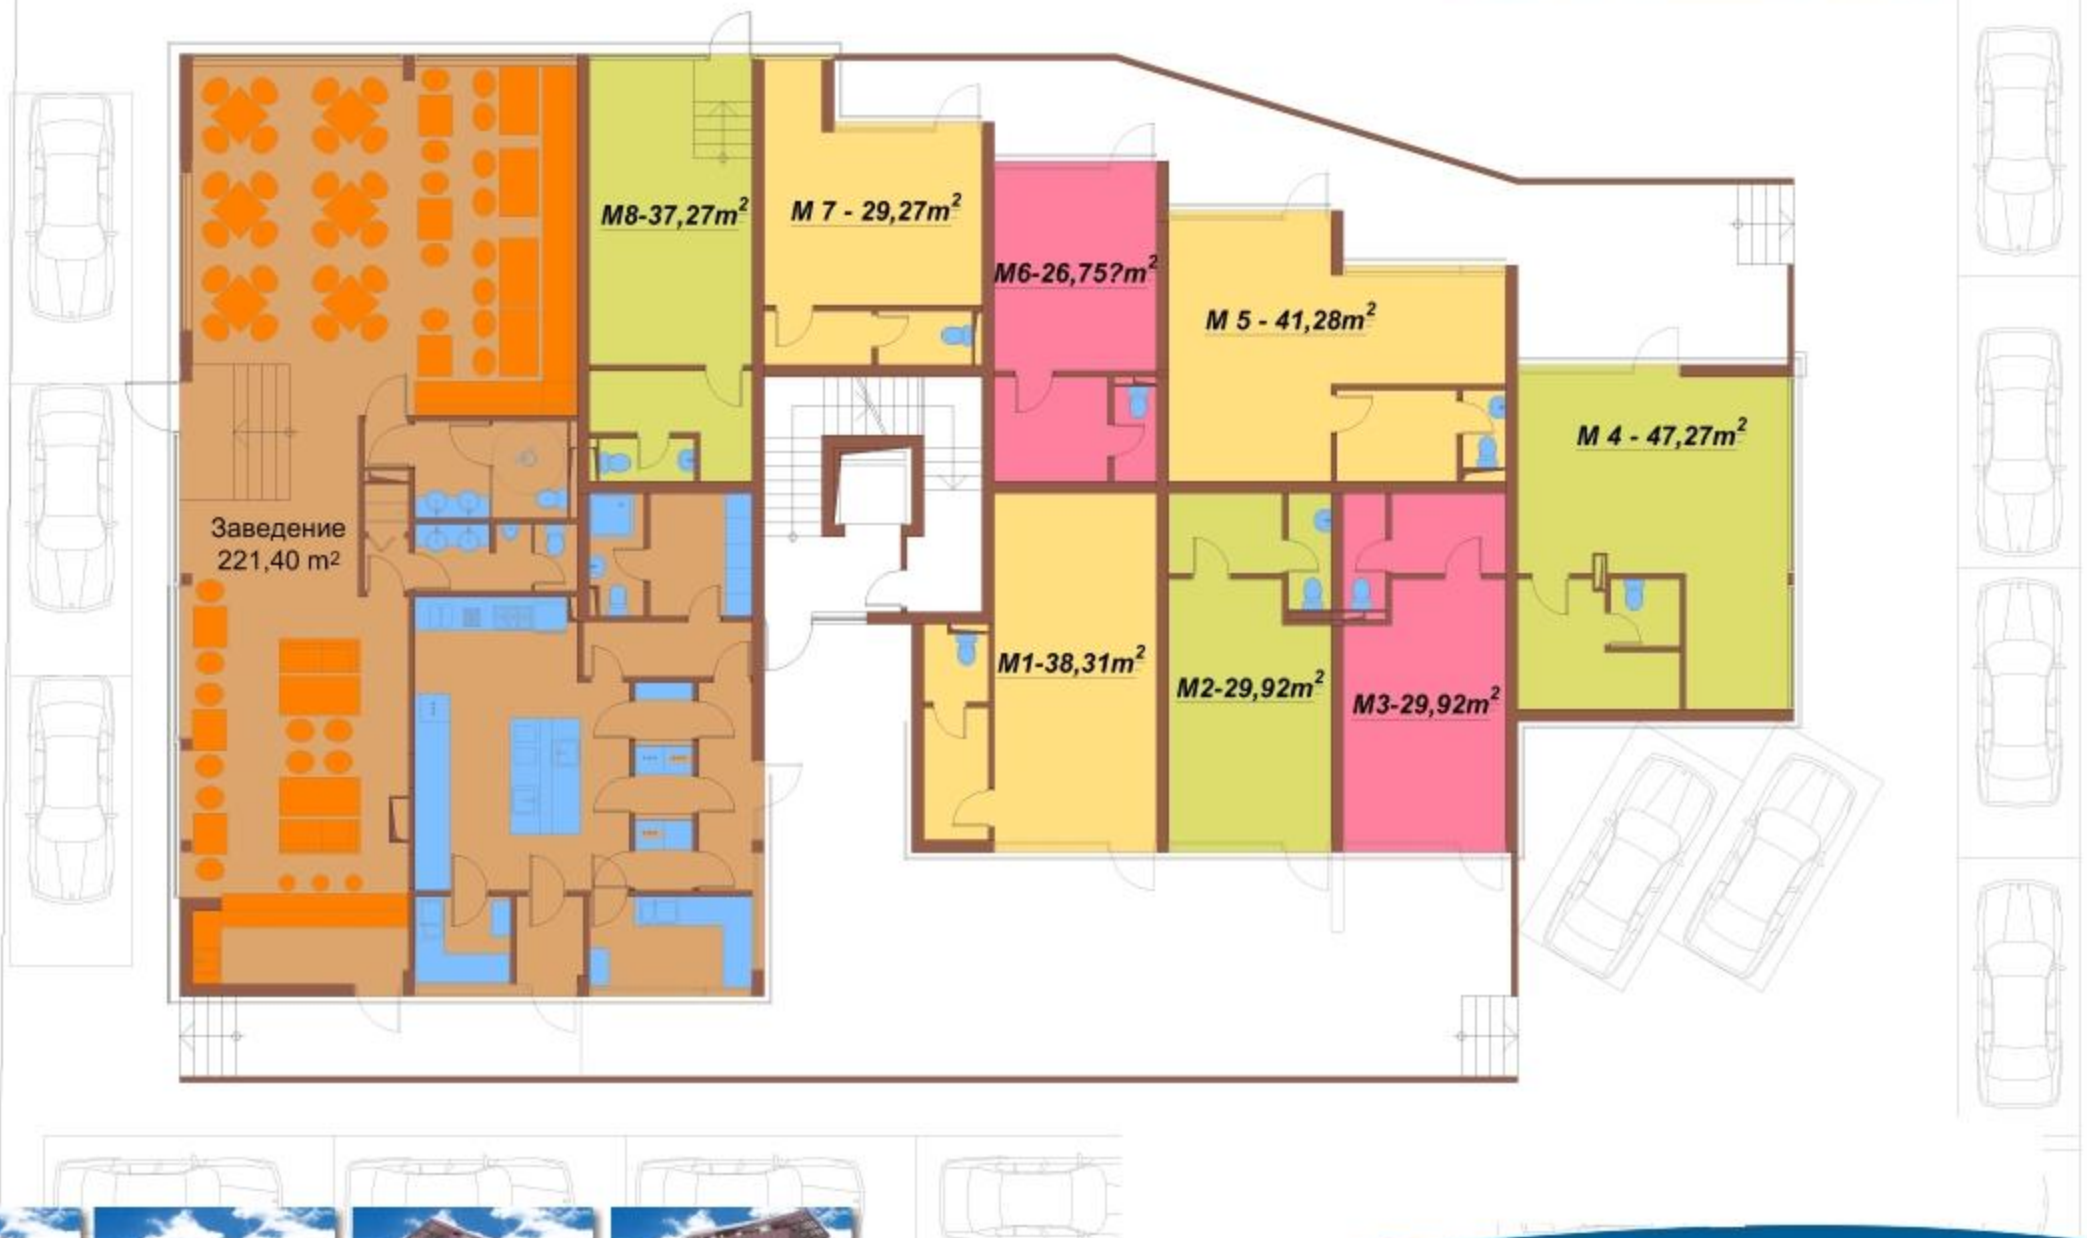 M8-37,27m²
M 7 - 29,27m²
M6-26,75?m²
M 5 - 41,28m²
M 4 - 47,27m²
Заведение
221,40 m²
M1-38,31m²
M2-29,92m²
M3-29,92m²